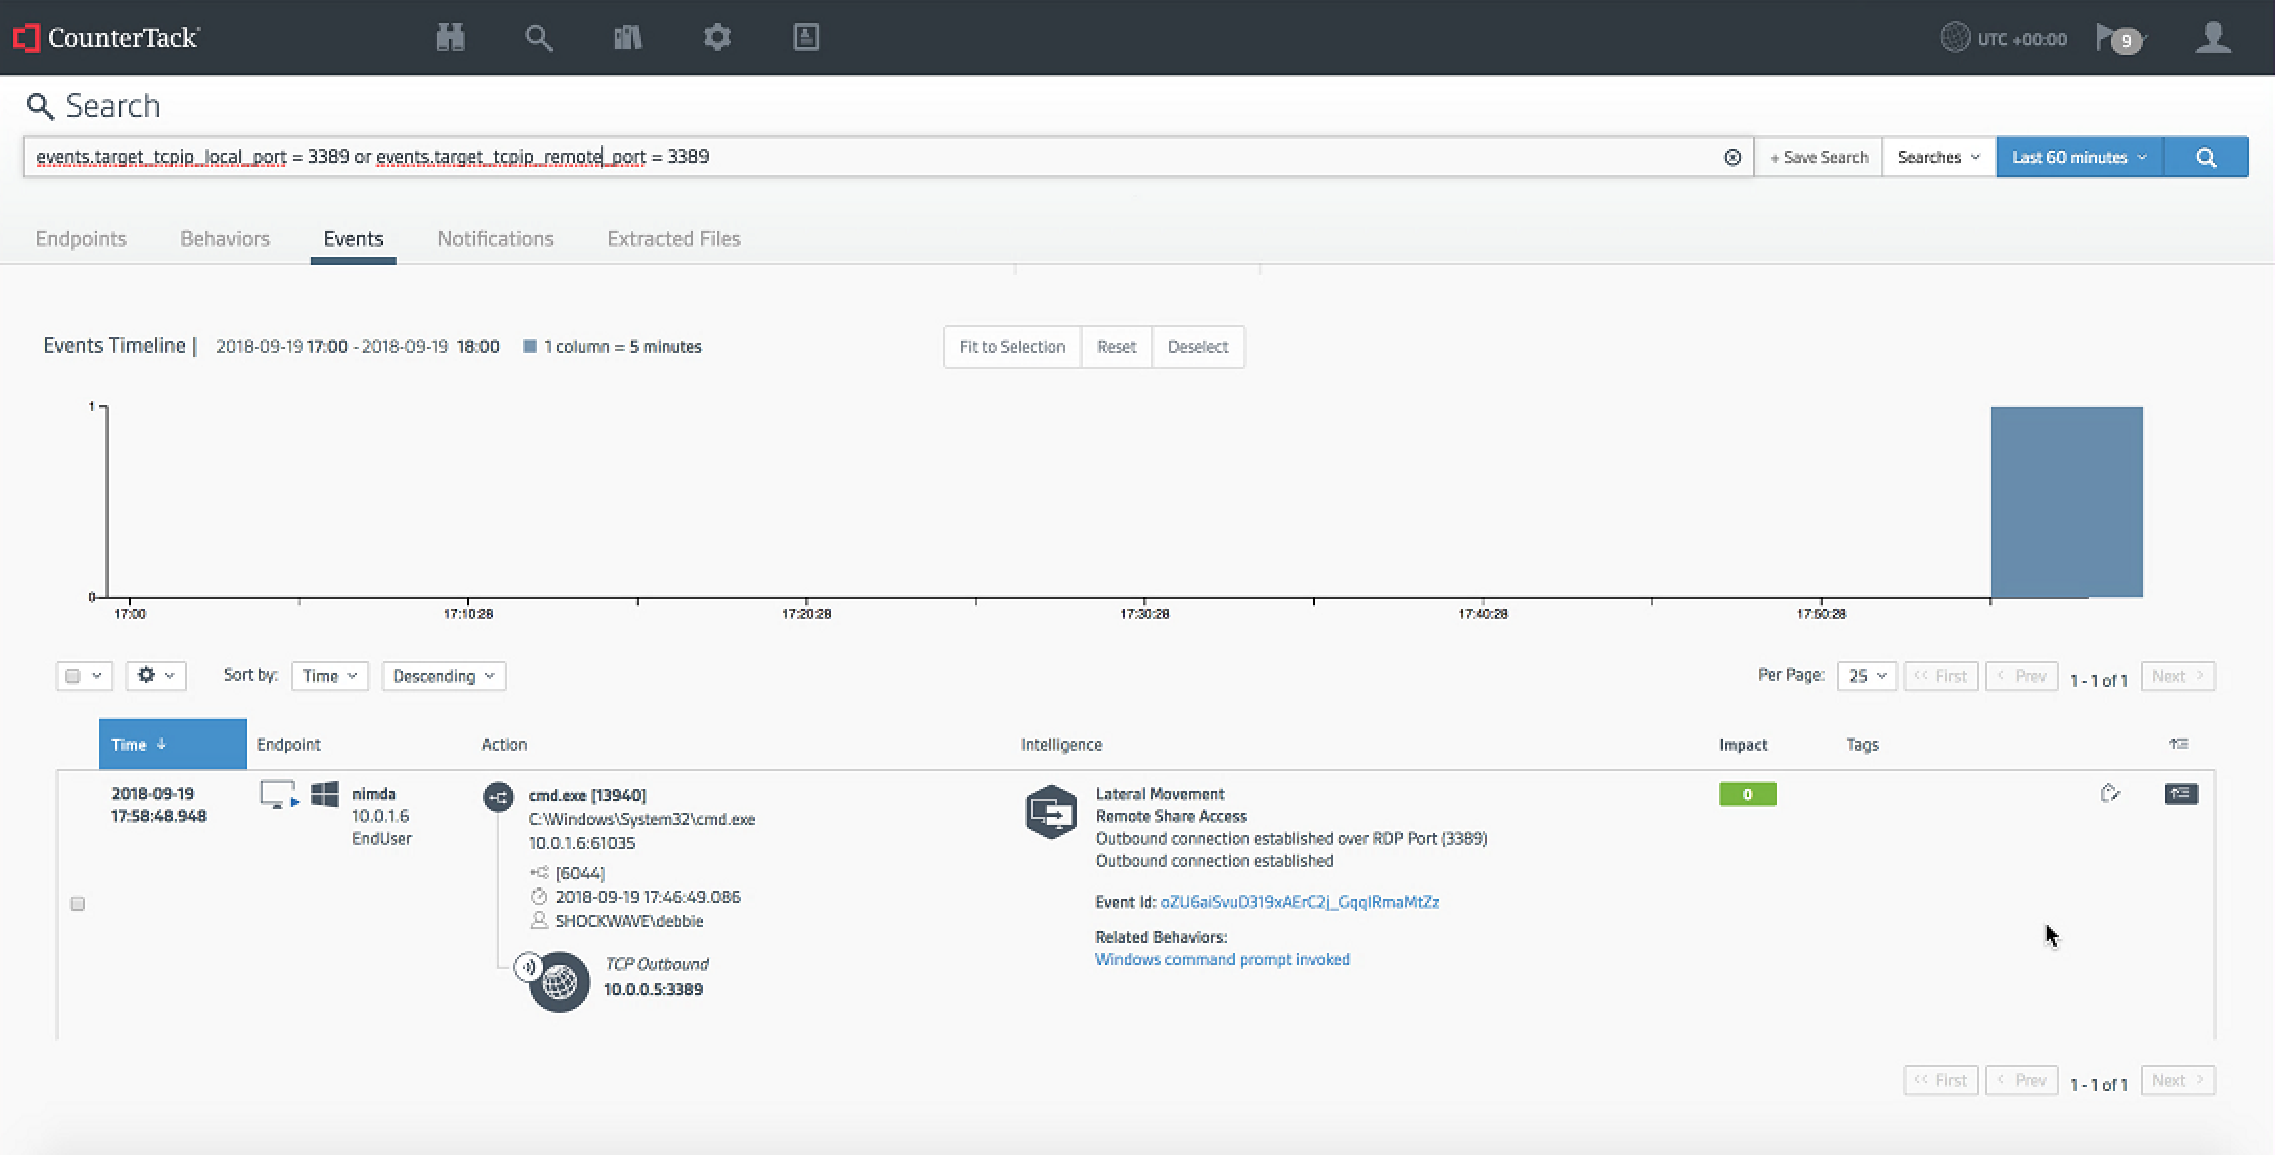 CounterTack
UTC +00:00
9
Search
events.target_tcpip_local_port = 3389 or events.target_tcpip_remote_port = 3389
+ Save Search
Searches
Last 60 minutes
Endpoints
Behaviors
Events
Notifications
Extracted Files
Events Timeline | 2018-09-19 17:00 - 2018-09-19 18:00
1 column = 5 minutes
Fit to Selection
Reset
Deselect
1
0
17:00
17:10:28
17:20:28
17:30:28
17:40:28
17:50:28
Sort by:
Time
Descending
Per Page:
25
<< First
< Prev
1 - 1 of 1
Next >
Time ↓
Endpoint
Action
Intelligence
Impact
Tags
2018-09-19
17:58:48.948
nimda
10.0.1.6
EndUser
cmd.exe [13940]
C:\Windows\System32\cmd.exe
10.0.1.6:61035
[6044]
2018-09-19 17:46:49.086
SHOCKWAVE\debbie
TCP Outbound
10.0.0.5:3389
Lateral Movement
Remote Share Access
Outbound connection established over RDP Port (3389)
Outbound connection established
Event Id: oZU6aiSvuD319xAErC2j_GqqIRmaMtZz
Related Behaviors:
Windows command prompt invoked
0
<< First
< Prev
1 - 1 of 1
Next >